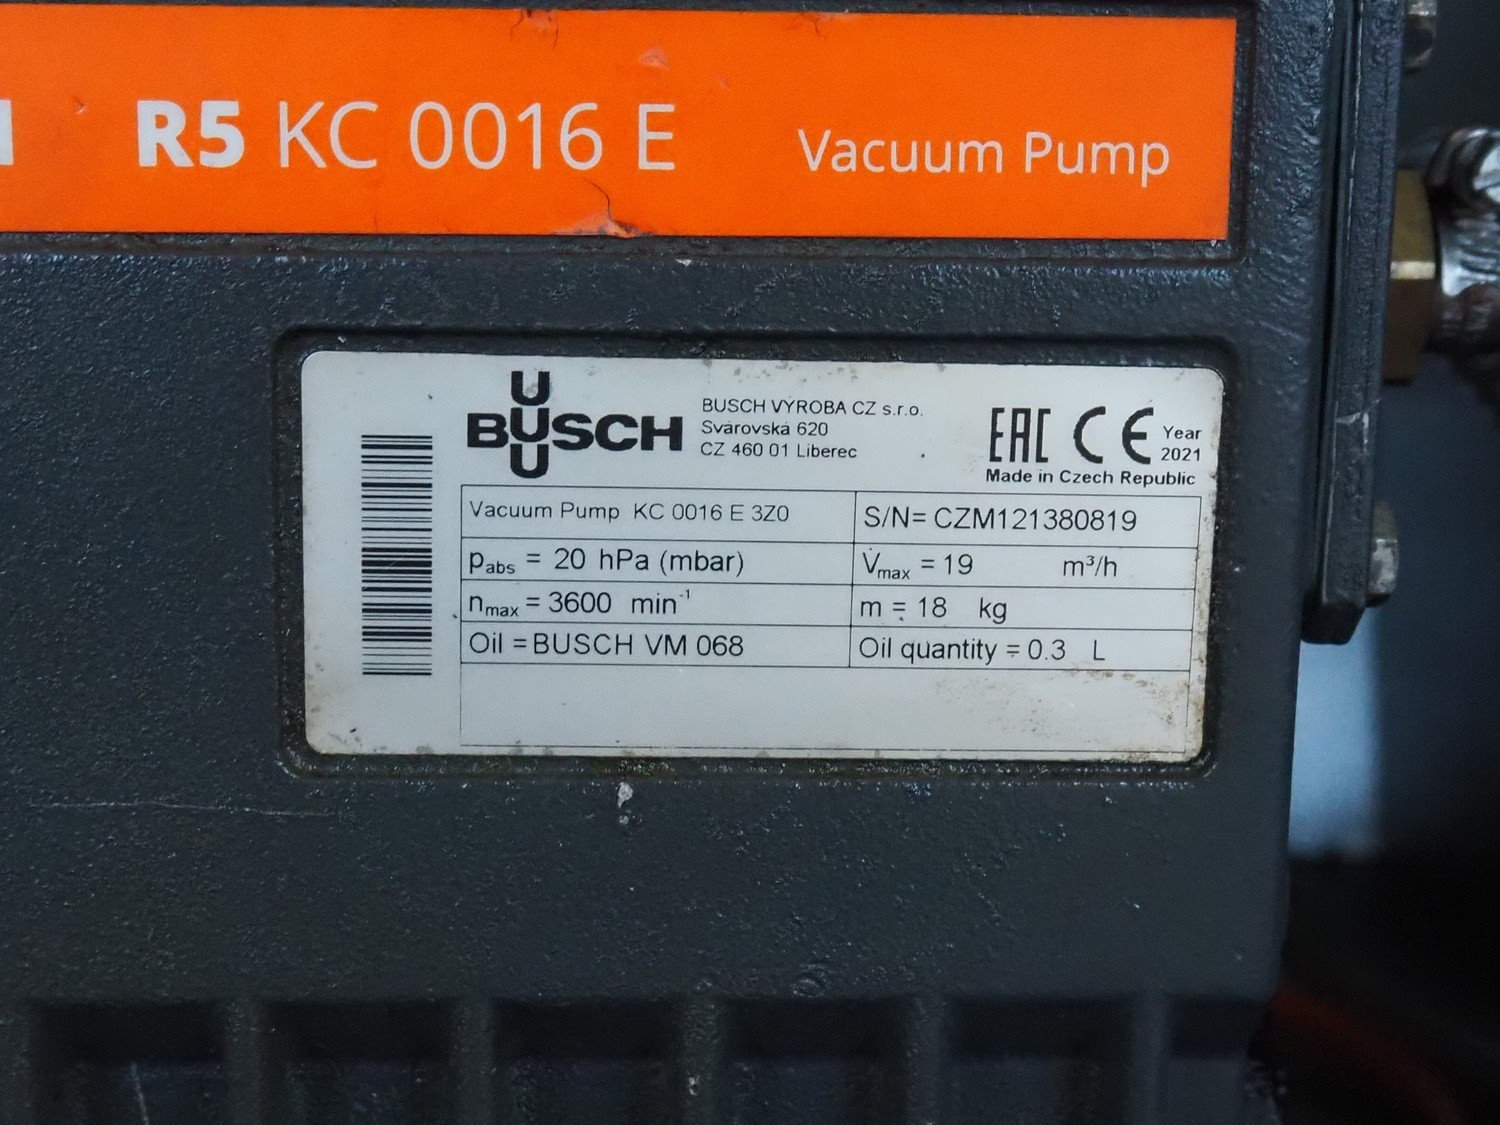 R5 KC 0016 E Vacuum Pump
BUSCH
BUSCH VÝROBA CZ s.r.o.
Svárovská 620
CZ 460 01 Liberec
EAC CE Year
2021
Made in Czech Republic
Vacuum Pump KC 0016 E 3Z0
S/N= CZM121380819
pabs = 20 hPa (mbar)
V̇max = 19 m³/h
nmax = 3600 min⁻¹
m = 18 kg
Oil = BUSCH VM 068
Oil quantity = 0.3 L